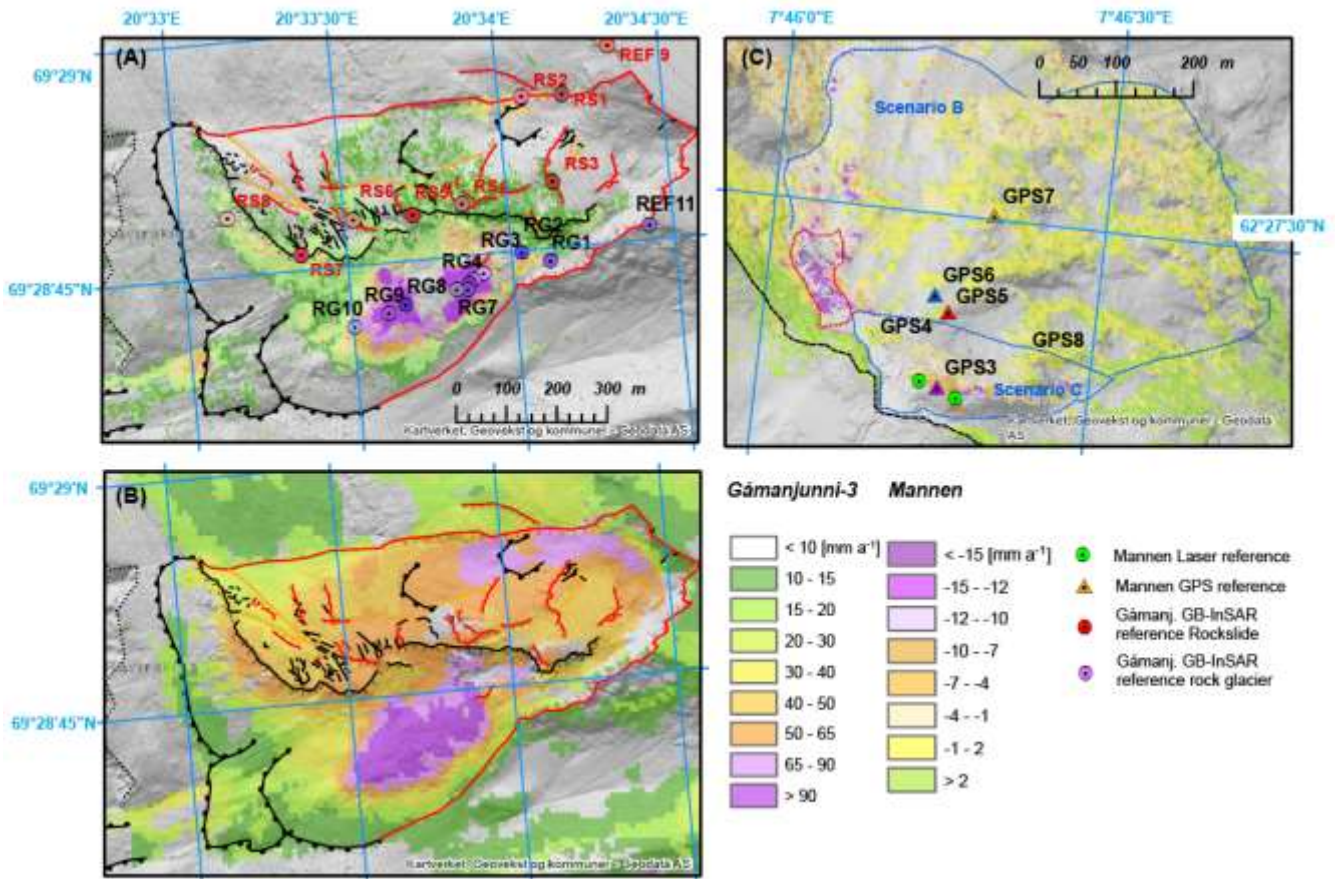 20°33'E
20°33'30"E
20°34'E
20°34'30"E
7°46'0"E
7°46'30"E
(A)
REF 9
69°29'N
RS2
RS1
RS3
RS8
RS6
RS5
RS7
REF11
RG2
RG3
RG1
RG4
69°28'45"N
RG10
RG9
RG8
RG7
0 100 200 300 m
Kartverket, Geovekst og kommuner - Geodata AS
(C)
0 50 100 200 m
Scenario B
GPS7
62°27'30"N
GPS6
GPS5
GPS4
GPS8
GPS3
Scenario C
Kartverket, Geovekst og kommuner - Geodata
AS
(B)
69°29'N
69°28'45"N
Kartverket, Geovekst og kommuner - Geodata AS
Gámanjunni-3
< 10 [mm a⁻¹]
10 - 15
15 - 20
20 - 30
30 - 40
40 - 50
50 - 65
65 - 90
> 90
Mannen
< -15 [mm a⁻¹]
-15 - -12
-12 - -10
-10 - -7
-7 - -4
-4 - -1
-1 - 2
> 2
Mannen Laser reference
Mannen GPS reference
Gámanj. GB-InSAR
reference Rockslide
Gámanj. GB-InSAR
reference rock glacier